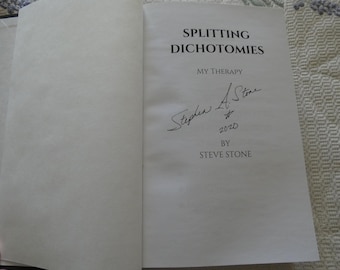 SPLITTING
DICHOTOMIES
MY THERAPY
Stephen A Stone
2020
BY
STEVE STONE